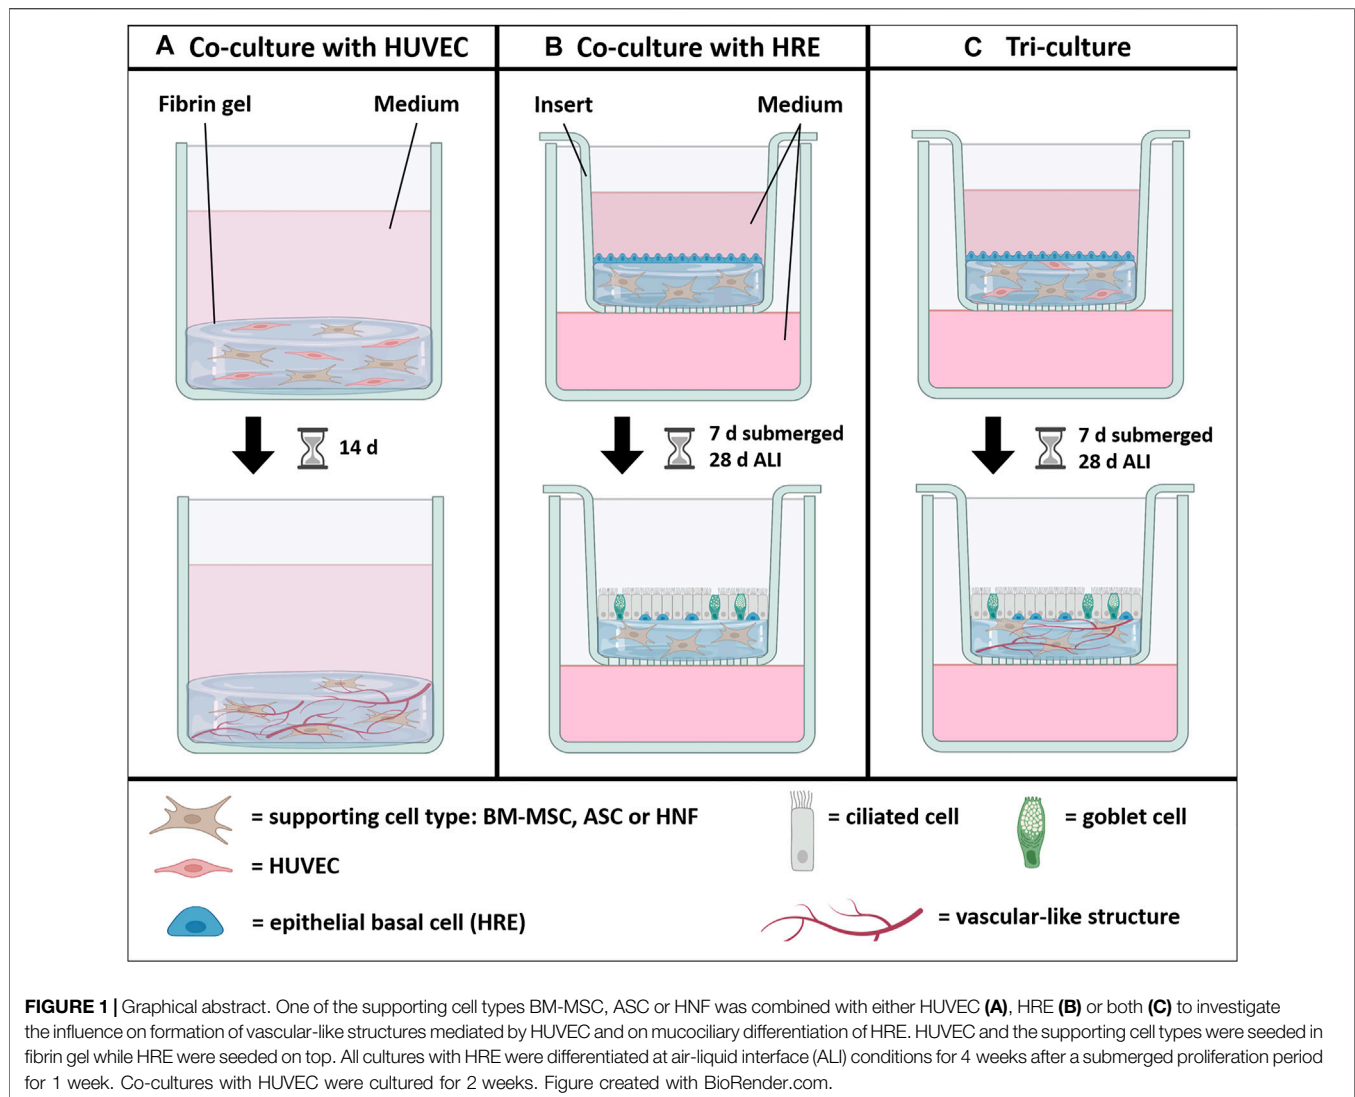 A Co-culture with HUVEC
B Co-culture with HRE
C Tri-culture
Fibrin gel
Medium
Insert
Medium
14 d
7 d submerged
28 d ALI
7 d submerged
28 d ALI
= supporting cell type: BM-MSC, ASC or HNF
= ciliated cell
= goblet cell
= HUVEC
= epithelial basal cell (HRE)
= vascular-like structure
FIGURE 1 | Graphical abstract. One of the supporting cell types BM-MSC, ASC or HNF was combined with either HUVEC (A), HRE (B) or both (C) to investigate
the influence on formation of vascular-like structures mediated by HUVEC and on mucociliary differentiation of HRE. HUVEC and the supporting cell types were seeded in
fibrin gel while HRE were seeded on top. All cultures with HRE were differentiated at air-liquid interface (ALI) conditions for 4 weeks after a submerged proliferation period
for 1 week. Co-cultures with HUVEC were cultured for 2 weeks. Figure created with BioRender.com.